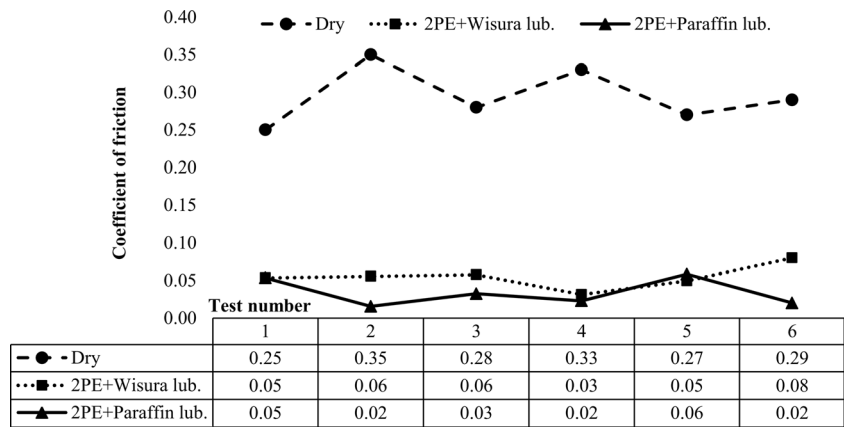 0.40
Dry 2PE+Wisura lub. 2PE+Paraffin lub.
0.35
0.30
0.25
0.20
0.15
0.10
0.05
0.00
Coefficient of friction
Test number
1 2 3 4 5 6
Dry 0.25 0.35 0.28 0.33 0.27 0.29
2PE+Wisura lub. 0.05 0.06 0.06 0.03 0.05 0.08
2PE+Paraffin lub. 0.05 0.02 0.03 0.02 0.06 0.02